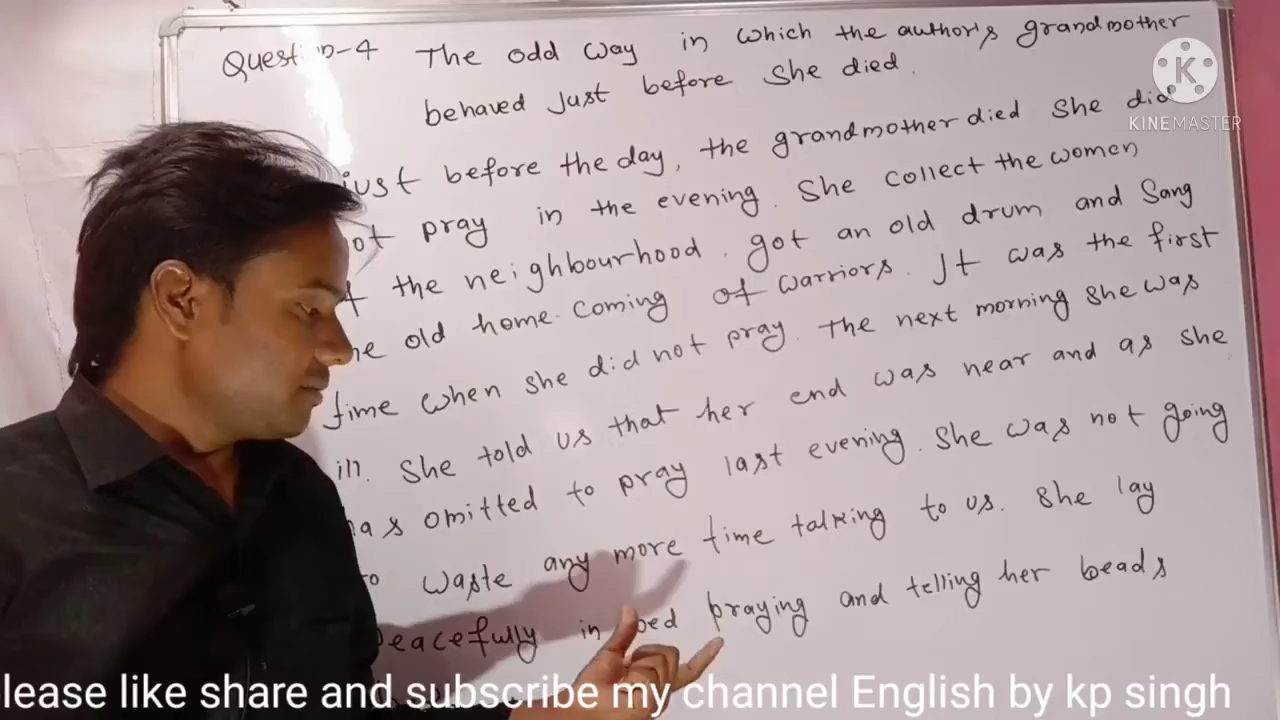 Question-4 The odd way in which the author's grandmother
behaved just before she died.
just before the day, the grandmother died she did
not pray in the evening. She collect the women
the neighbourhood. got an old drum and Sang
old home-coming of warriors. It was the first
time when she did not pray. The next morning she was
ill. She told us that her end was near and as she
has omitted to pray last evening. She was not going
waste any more time talking to us. She lay
peacefully in bed praying and telling her beads
K
KINEMASTER
lease like share and subscribe my channel English by kp singh